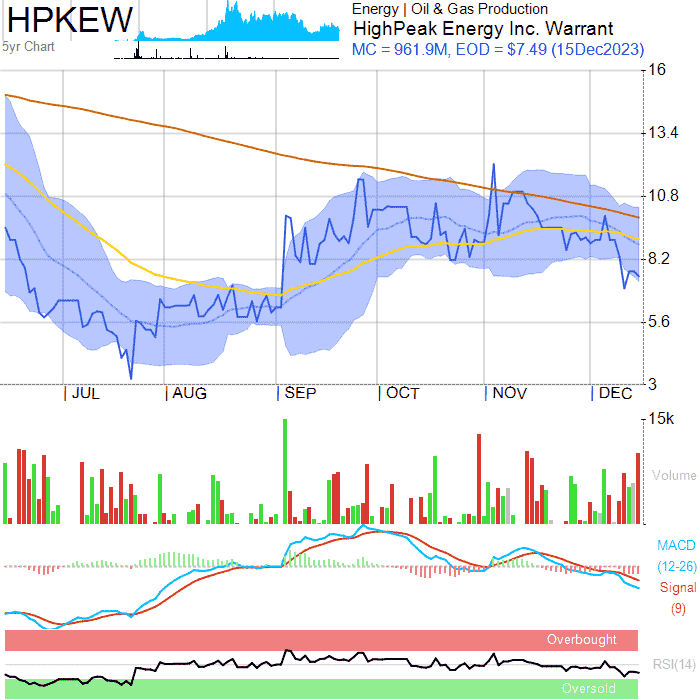 HPKEW
5yr Chart
Energy | Oil & Gas Production
HighPeak Energy Inc. Warrant
MC = 961.9M, EOD = $7.49 (15Dec2023)
16
13.4
10.8
8.2
5.6
3
JUL
AUG
SEP
OCT
NOV
DEC
15k
Volume
MACD
(12-26)
Signal
(9)
Overbought
RSI(14)
Oversold